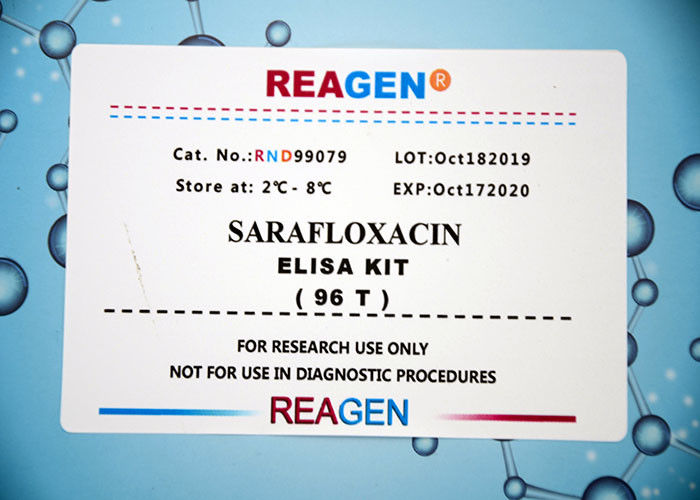 REAGEN®
Cat. No.:RND99079 LOT:Oct182019
Store at: 2℃- 8℃ EXP:Oct172020
SARAFLOXACIN
ELISA KIT
( 96 T )
FOR RESEARCH USE ONLY
NOT FOR USE IN DIAGNOSTIC PROCEDURES
REAGEN